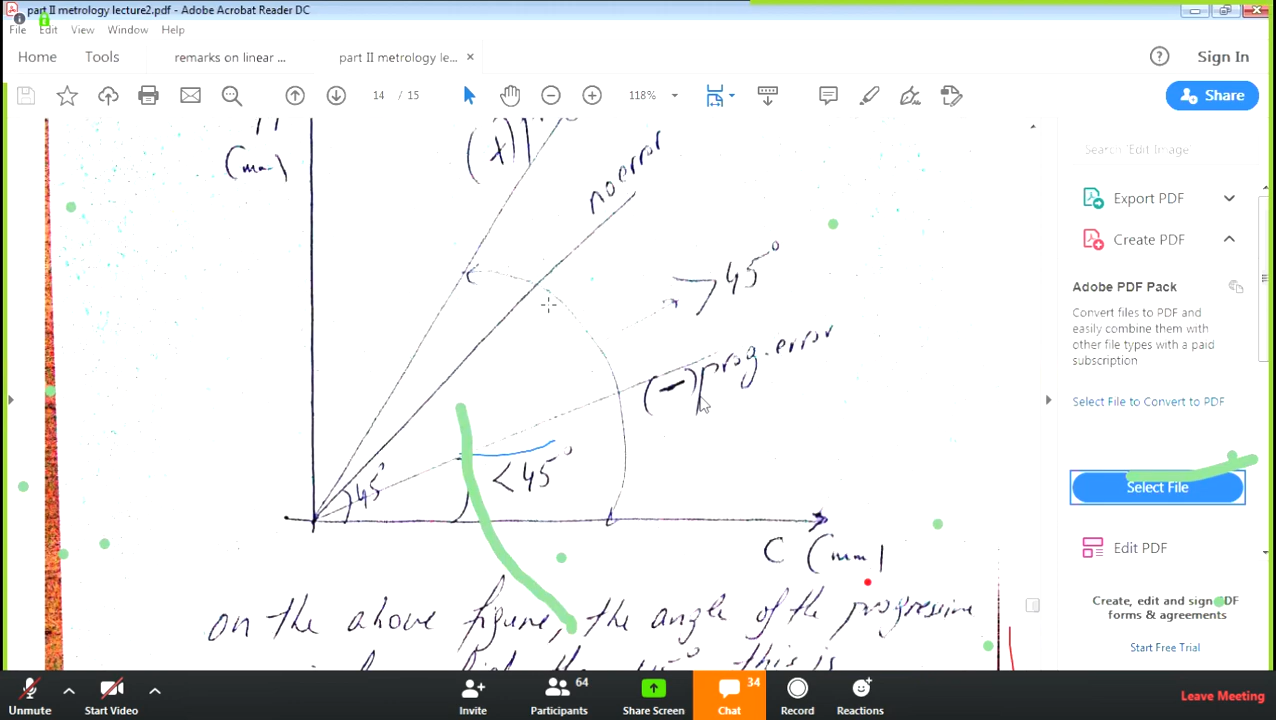 part II metrology lecture2.pdf - Adobe Acrobat Reader DC
File Edit View Window Help
Home Tools remarks on linear ... part II metrology le... × Sign In
14 / 15 118% Share
(mm)
(+)
no error
> 45°
(-) prog. error
45°
< 45°
C (mm)
on the above figure, the angle of the progressive
this is
Search 'Edit Image
Export PDF
Create PDF
Adobe PDF Pack
Convert files to PDF and
easily combine them with
other file types with a paid
subscription
Select File to Convert to PDF
Select File
Edit PDF
Create, edit and sign PDF
forms & agreements
Start Free Trial
64 34
Unmute Start Video Invite Participants Share Screen Chat Record Reactions Leave Meeting